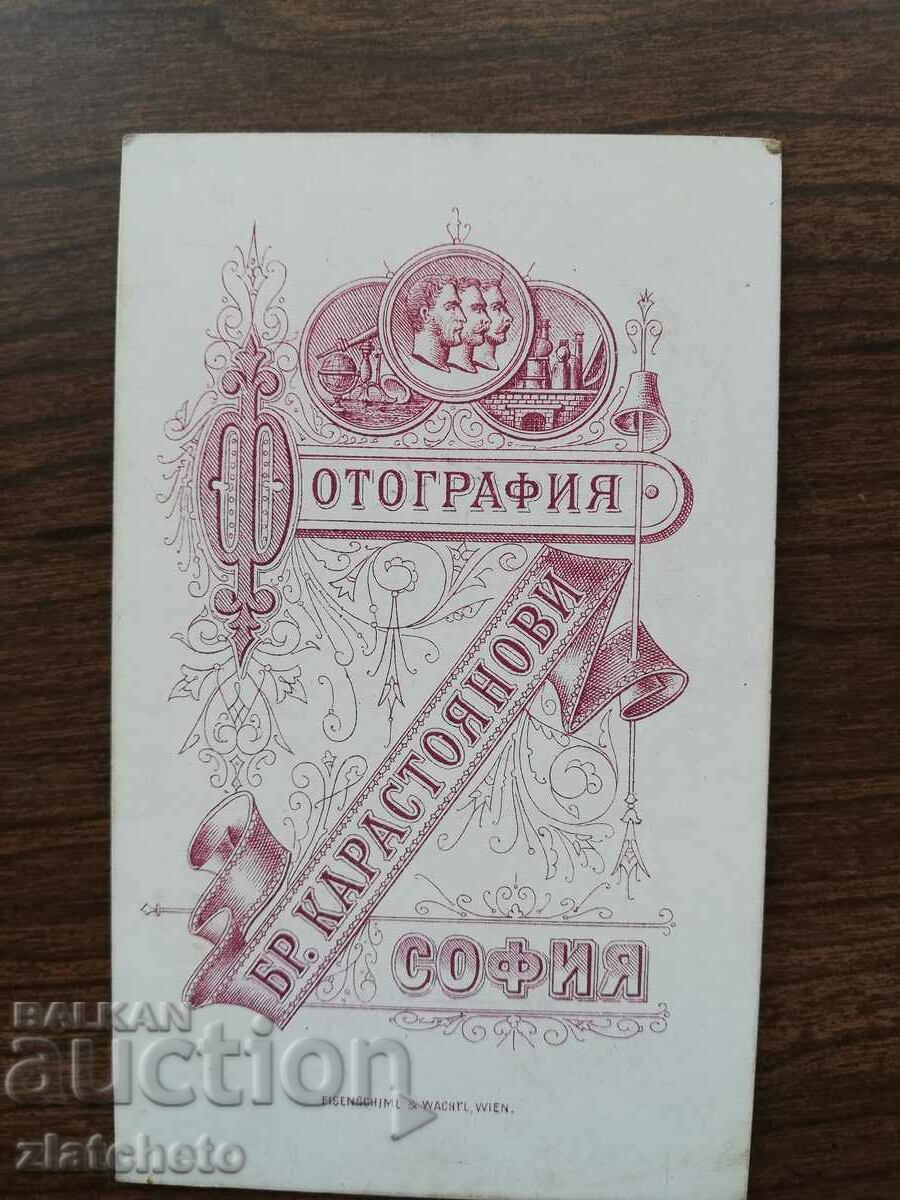 ФОТОГРАФИЯ
БР. КАРАСТОЯНОВИ
СОФИЯ
EISENSCHIML & WACHTL, WIEN.
BALKAN
auction
zlatcheto